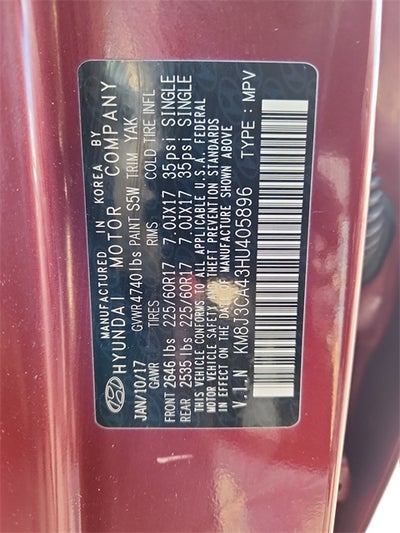 MANUFACTURED IN KOREA BY
HYUNDAI MOTOR COMPANY
JAN/10/17 GVWR 4740 lbs PAINT S5W TRIM YAK
GAWR TIRES RIMS COLD TIRE INFL
FRONT 2646 lbs 225/60R17 7.0JX17 35psi SINGLE
REAR 2535 lbs 225/60R17 7.0JX17 35psi SINGLE
THIS VEHICLE CONFORMS TO ALL APPLICABLE U.S.A. FEDERAL
MOTOR VEHICLE SAFETY AND THEFT PREVENTION STANDARDS
IN EFFECT ON THE DATE OF MANUFACTURE SHOWN ABOVE
V.I.N KM8J3CA43HU405896 TYPE : MPV